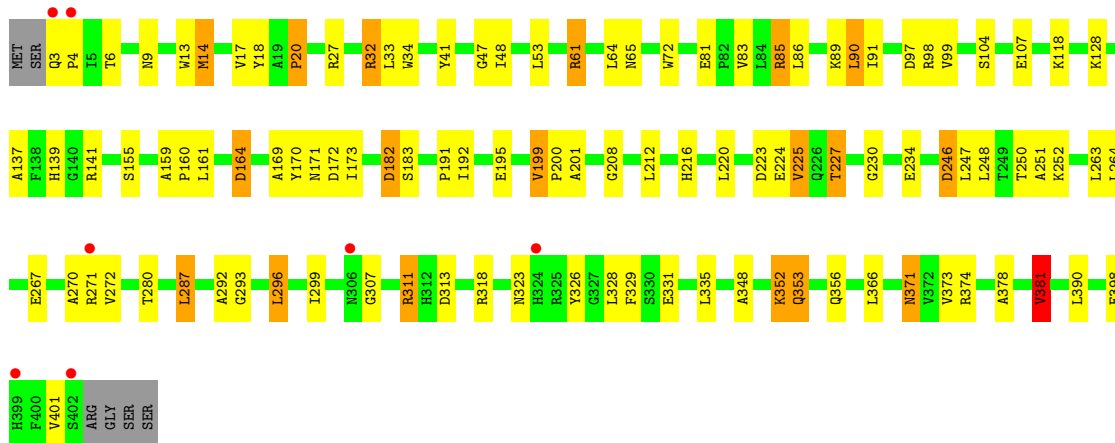 MET SER Q3 P4 I5 T6 N9 W13 M14 V17 Y18 A19 P20 R27 R32 L33 W34 Y41 G47 I48 L53 R61 L64 N65 W72 E81 P82 V83 L84 R85 L86 K89 L90 I91 D97 R98 V99 S104 E107 K118 K128
A137 F138 H139 G140 R141 S155 A159 P160 L161 D164 A169 Y170 N171 D172 I173 D182 S183 P191 I192 E195 V199 P200 A201 G208 L212 H216 L220 D223 E224 V225 Q226 T227 G230 E234 D246 L247 L248 T249 T250 A251 K252 L263 L264
E267 A270 R271 V272 T280 L287 A292 G293 L296 I299 N306 G307 R311 H312 D313 R318 N323 H324 R325 Y326 G327 L328 F329 S330 E331 L335 A348 K352 Q353 Q356 L366 N371 V372 V373 R374 A378 V381 L390
H399 F400 V401 S402 ARG GLY SER SER